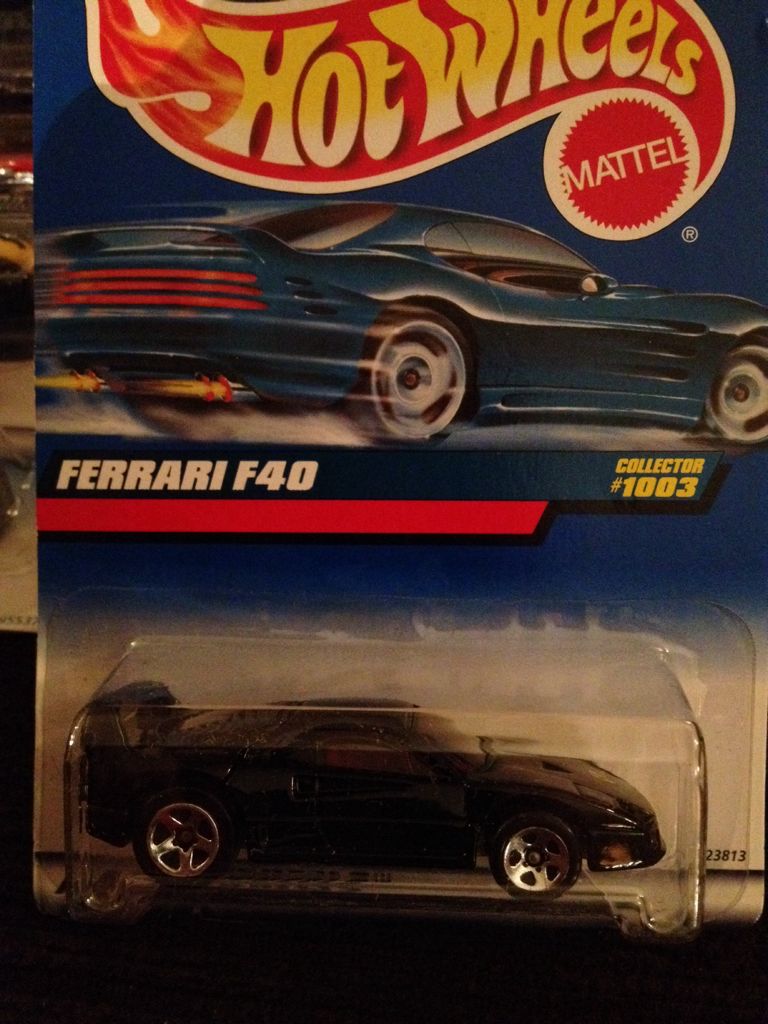 HOT WHEELS
MATTEL
®
FERRARI F40
COLLECTOR
#1003
23813